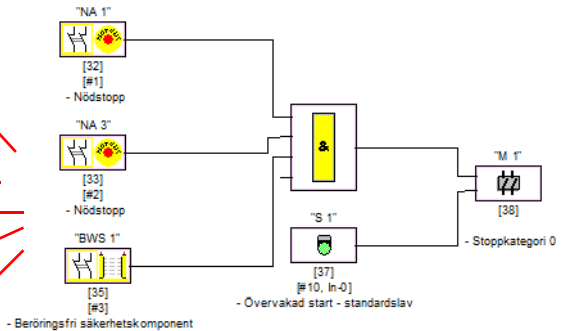 "NA 1"
[32]
[#1]
- Nödstopp
"NA 3"
[33]
[#2]
- Nödstopp
"BWS 1"
[35]
[#3]
- Beröringsfri säkerhetskomponent
&
"S 1"
[37]
[#10, In-0]
- Övervakad start - standardslav
"M 1"
[38]
- Stoppkategori 0